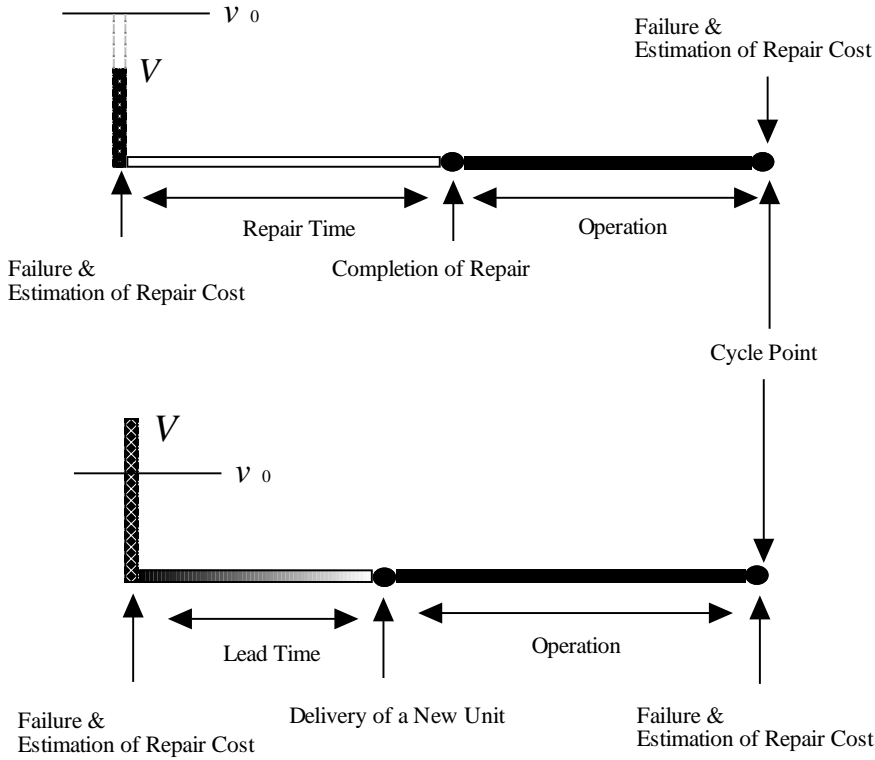 v 0
Failure &
Estimation of Repair Cost
V
Repair Time
Operation
Failure &
Estimation of Repair Cost
Completion of Repair
Cycle Point
V
v 0
Lead Time
Operation
Failure &
Estimation of Repair Cost
Delivery of a New Unit
Failure &
Estimation of Repair Cost